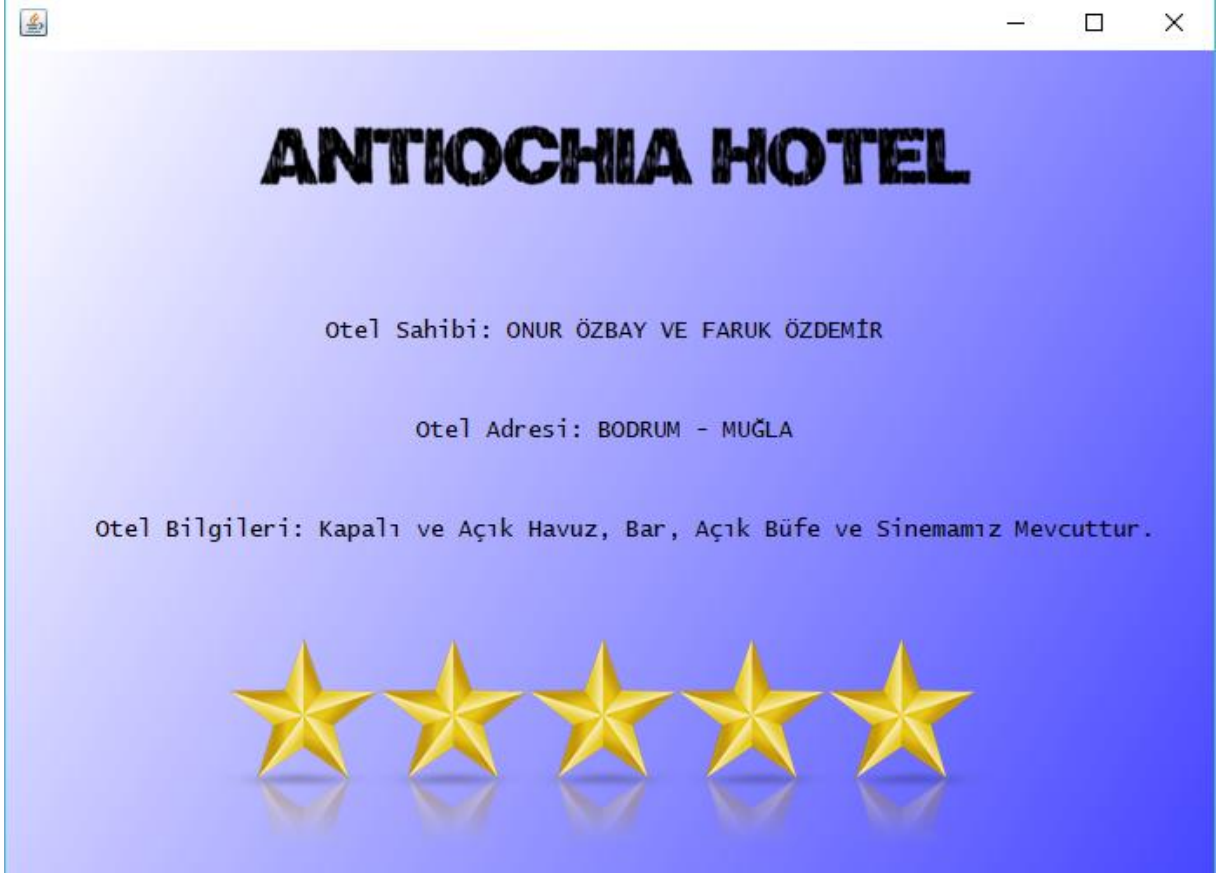 ANTIOCHIA HOTEL
Otel Sahibi: ONUR ÖZBAY VE FARUK ÖZDEMİR
Otel Adresi: BODRUM - MUĞLA
Otel Bilgileri: Kapalı ve Açık Havuz, Bar, Açık Büfe ve Sinemamız Mevcuttur.